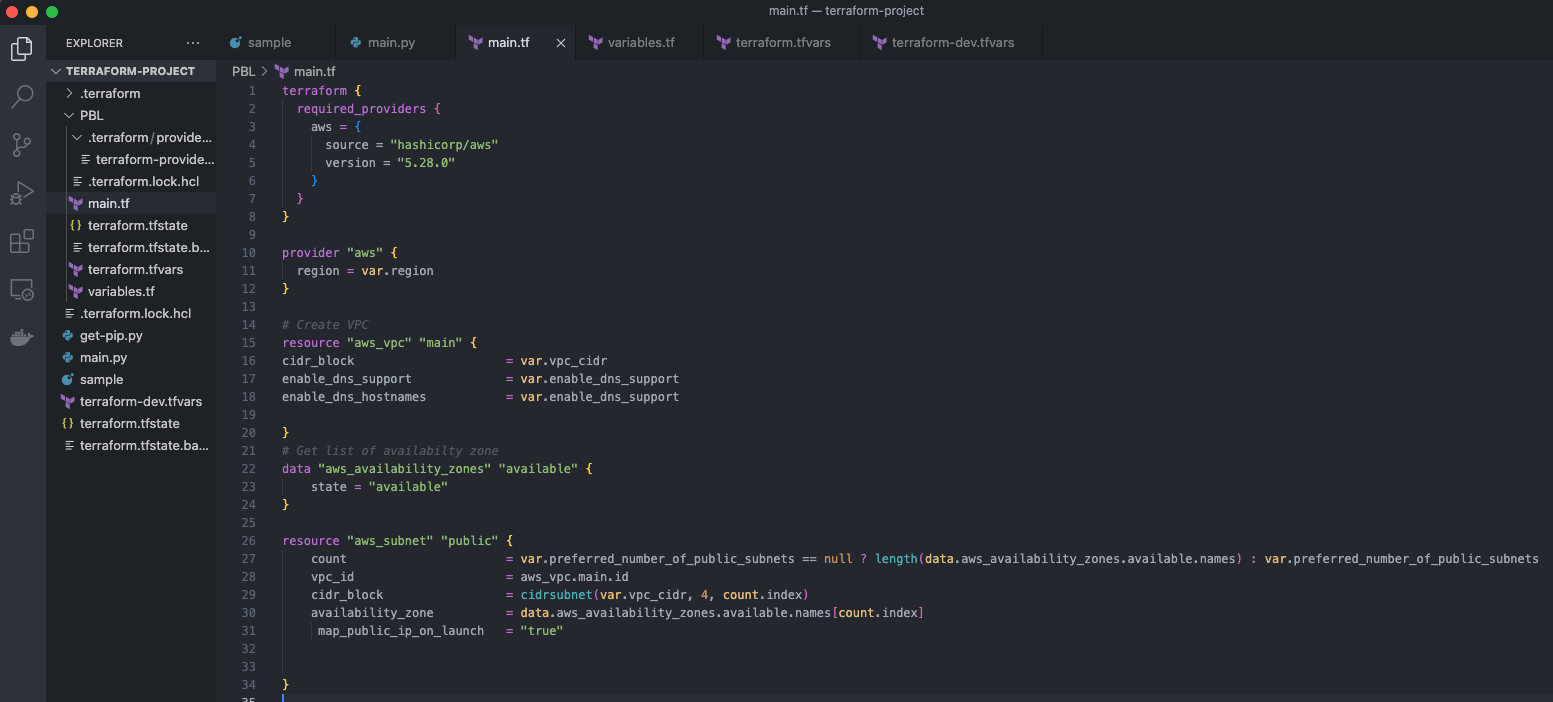 main.tf — terraform-project
EXPLORER
sample
main.py
main.tf
variables.tf
terraform.tfvars
terraform-dev.tfvars
TERRAFORM-PROJECT
.terraform
PBL
.terraform/provide...
terraform-provide...
.terraform.lock.hcl
main.tf
terraform.tfstate
terraform.tfstate.b...
terraform.tfvars
variables.tf
.terraform.lock.hcl
get-pip.py
main.py
sample
terraform-dev.tfvars
terraform.tfstate
terraform.tfstate.ba...
PBL > main.tf
1 terraform {
2 required_providers {
3 aws = {
4 source = "hashicorp/aws"
5 version = "5.28.0"
6 }
7 }
8 }
9
10 provider "aws" {
11 region = var.region
12 }
13
14 # Create VPC
15 resource "aws_vpc" "main" {
16 cidr_block = var.vpc_cidr
17 enable_dns_support = var.enable_dns_support
18 enable_dns_hostnames = var.enable_dns_support
19
20 }
21 # Get list of availabilty zone
22 data "aws_availability_zones" "available" {
23 state = "available"
24 }
25
26 resource "aws_subnet" "public" {
27 count = var.preferred_number_of_public_subnets == null ? length(data.aws_availability_zones.available.names) : var.preferred_number_of_public_subnets
28 vpc_id = aws_vpc.main.id
29 cidr_block = cidrsubnet(var.vpc_cidr, 4, count.index)
30 availability_zone = data.aws_availability_zones.available.names[count.index]
31 map_public_ip_on_launch = "true"
32
33
34 }
35